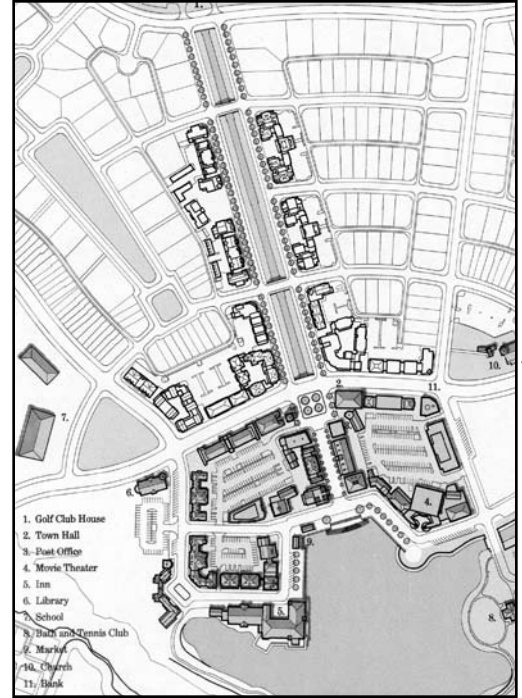 1.
10.
2
11.
7.
4.
6.
9.
5.
8.
1. Golf Club House
2. Town Hall
3. Post Office
4. Movie Theater
5. Inn
6. Library
7. School
8. Bath and Tennis Club
9. Market
10. Church
11. Bank